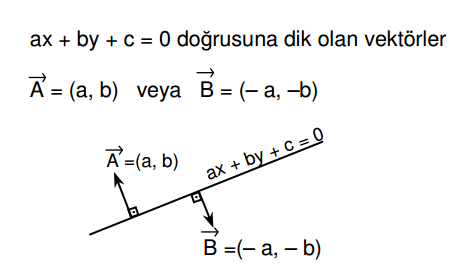 ax + by + c = 0 doğrusuna dik olan vektörler
A = (a, b) veya B = (– a, –b)
A =(a, b)
ax + by + c = 0
B =(– a, – b)